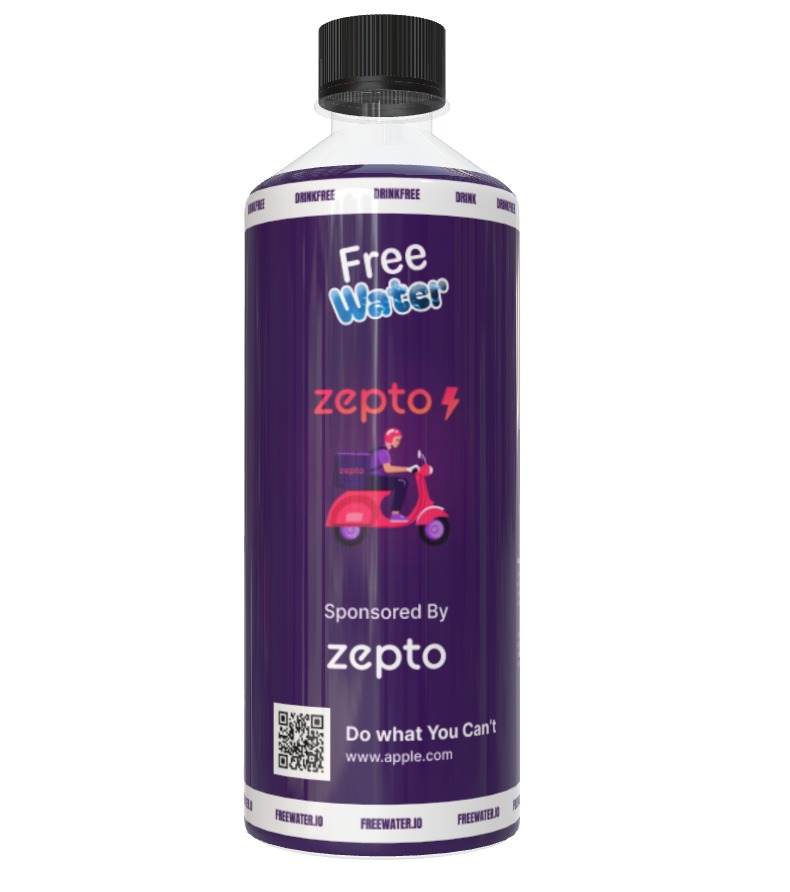 DRINKFREE DRINKFREE DRINK DRINKFREE
Free
Water
zepto
zepto
Sponsored By
zepto
Do what You Can't
www.apple.com
FREEWATER.IO FREEWATER.IO FREEWATER.IO